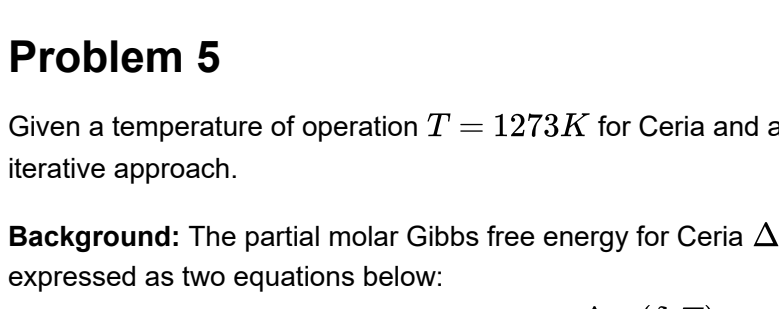 Problem 5
Given a temperature of operation T = 1273K for Ceria and a
iterative approach.
Background: The partial molar Gibbs free energy for Ceria Δ
expressed as two equations below: